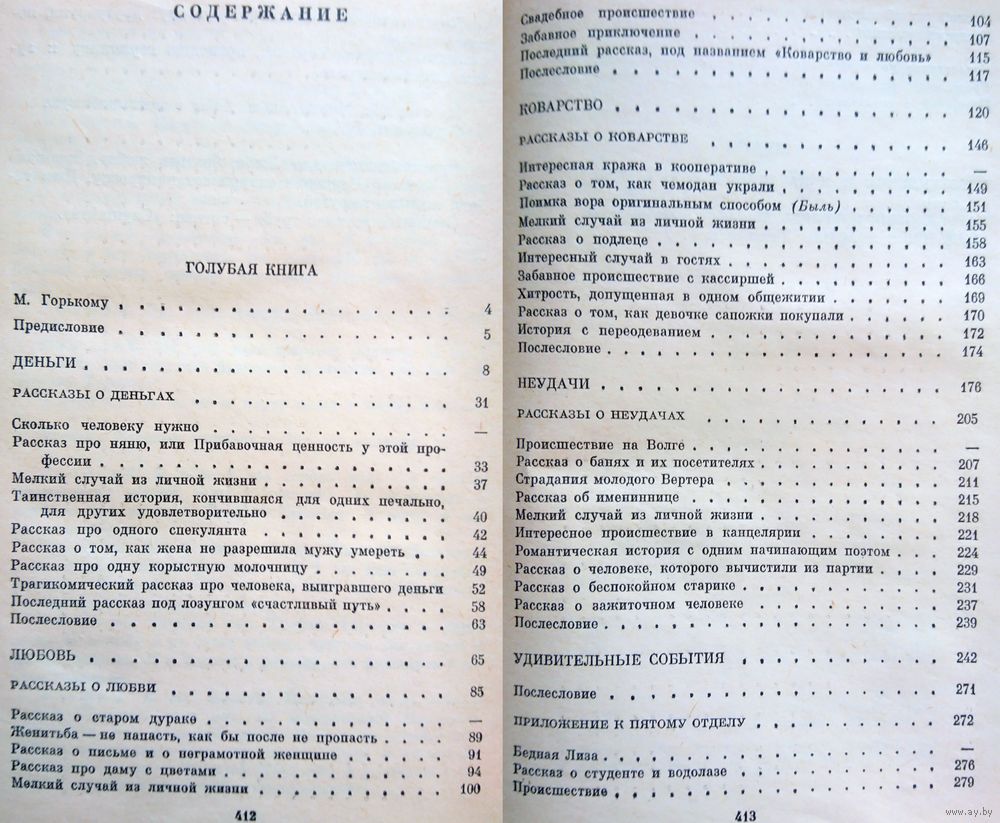 СОДЕРЖАНИЕ
ГОЛУБАЯ КНИГА
М. Горькому 4
Предисловие 5
ДЕНЬГИ 8
РАССКАЗЫ О ДЕНЬГАХ 31
Сколько человеку нужно —
Рассказ про няню, или Прибавочная ценность у этой про-
фессии 33
Мелкий случай из личной жизни 37
Таинственная история, кончившаяся для одних печально,
для других удовлетворительно 40
Рассказ про одного спекулянта 42
Рассказ о том, как жена не разрешила мужу умереть 44
Рассказ про одну корыстную молочницу 49
Трагикомический рассказ про человека, выигравшего деньги 52
Последний рассказ под лозунгом «счастливый путь» 58
Послесловие 63
ЛЮБОВЬ 65
РАССКАЗЫ О ЛЮБВИ 85
Рассказ о старом дураке —
Женитьба — не напасть, как бы после не пропасть 89
Рассказ о письме и о неграмотной женщине 91
Рассказ про даму с цветами 94
Мелкий случай из личной жизни 100
412
Свадебное происшествие 104
Забавное приключение 107
Последний рассказ, под названием «Коварство и любовь» 115
Послесловие 117
КОВАРСТВО 120
РАССКАЗЫ О КОВАРСТВЕ 146
Интересная кража в кооперативе —
Рассказ о том, как чемодан украли 149
Поимка вора оригинальным способом (Быль) 151
Мелкий случай из личной жизни 155
Рассказ о подлеце 158
Интересный случай в гостях 163
Забавное происшествие с кассиршей 166
Хитрость, допущенная в одном общежитии 169
Рассказ о том, как девочке сапожки покупали 170
История с переодеванием 172
Послесловие 174
НЕУДАЧИ 176
РАССКАЗЫ О НЕУДАЧАХ 205
Происшествие на Волге —
Рассказ о банях и их посетителях 207
Страдания молодого Вертера 211
Рассказ об имениннице 215
Мелкий случай из личной жизни 218
Интересное происшествие в канцелярии 221
Романтическая история с одним начинающим поэтом 224
Рассказ о человеке, которого вычистили из партии 229
Рассказ о беспокойном старике 231
Рассказ о зажиточном человеке 237
Послесловие 239
УДИВИТЕЛЬНЫЕ СОБЫТИЯ 242
Послесловие 271
ПРИЛОЖЕНИЕ К ПЯТОМУ ОТДЕЛУ 272
Бедная Лиза —
Рассказ о студенте и водолазе 276
Происшествие 279
413
www.ay.by